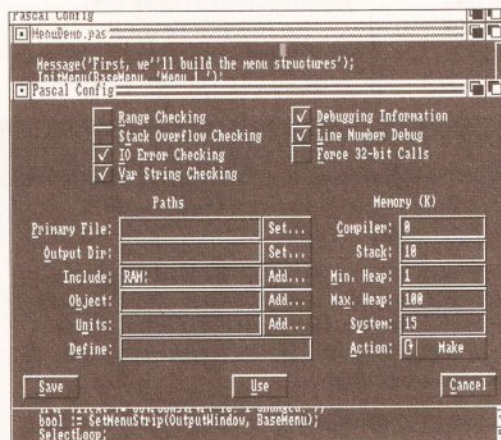 Pascal Config
MenuDemo.pas
Message('First, we''ll build the menu structures');
InitMenu(BaseMenu, 'Menu 1');
Pascal Config
Range Checking
Debugging Information
Stack Overflow Checking
Line Number Debug
IO Error Checking
Force 32-bit Calls
Var String Checking
Paths
Memory (K)
Primary File:
Set...
Compiler: 0
Output Dir:
Set...
Stack: 10
Include: RAM:
Add...
Min. Heap: 1
Object:
Add...
Max. Heap: 100
Units:
Add...
System: 15
Define:
Action: Make
Save
Use
Cancel
bool := SetMenuStrip(OutputWindow, BaseMenu);
SelectLoop;